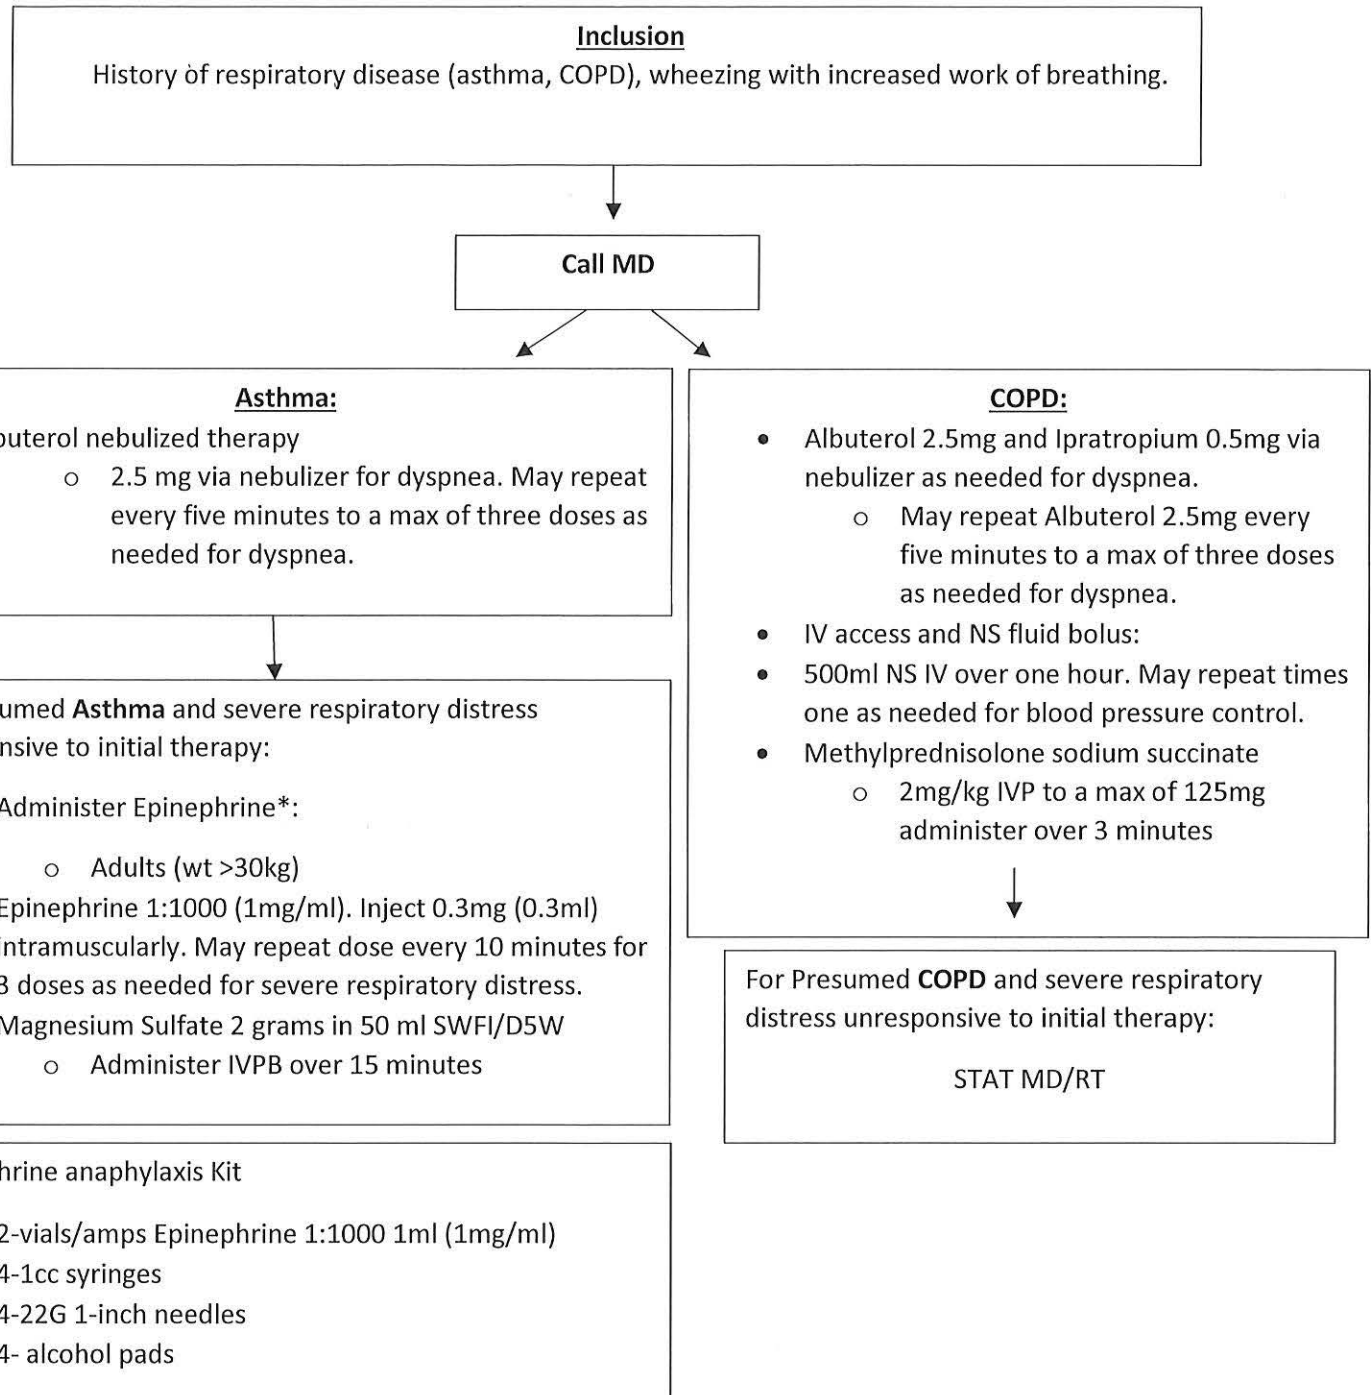 Inclusion
History of respiratory disease (asthma, COPD), wheezing with increased work of breathing.
Call MD
Asthma:
buterol nebulized therapy
o 2.5 mg via nebulizer for dyspnea. May repeat
every five minutes to a max of three doses as
needed for dyspnea.
umed Asthma and severe respiratory distress
ensive to initial therapy:
Administer Epinephrine*:
o Adults (wt >30kg)
Epinephrine 1:1000 (1mg/ml). Inject 0.3mg (0.3ml)
intramuscularly. May repeat dose every 10 minutes for
3 doses as needed for severe respiratory distress.
Magnesium Sulfate 2 grams in 50 ml SWFI/D5W
o Administer IVPB over 15 minutes
hrine anaphylaxis Kit
2-vials/amps Epinephrine 1:1000 1ml (1mg/ml)
4-1cc syringes
4-22G 1-inch needles
4- alcohol pads
COPD:
• Albuterol 2.5mg and Ipratropium 0.5mg via
nebulizer as needed for dyspnea.
o May repeat Albuterol 2.5mg every
five minutes to a max of three doses
as needed for dyspnea.
• IV access and NS fluid bolus:
• 500ml NS IV over one hour. May repeat times
one as needed for blood pressure control.
• Methylprednisolone sodium succinate
o 2mg/kg IVP to a max of 125mg
administer over 3 minutes
For Presumed COPD and severe respiratory
distress unresponsive to initial therapy:
STAT MD/RT